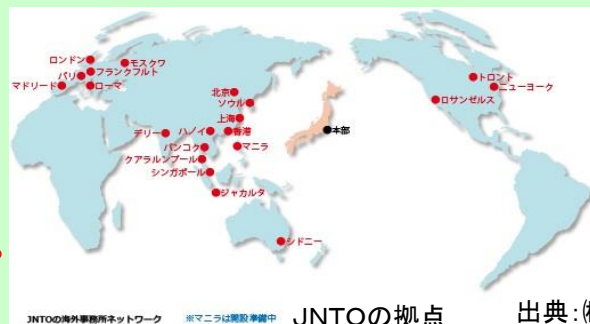 ロンドン
モスクワ
パリ
フランクフルト
マドリード
ローマ
北京
ソウル
上海
デリー
ハノイ
香港
バンコク
マニラ
クアラルンプール
シンガポール
ジャカルタ
シドニー
本部
トロント
ニューヨーク
ロサンゼルス
JNTOの海外事務所ネットワーク ※マニラは開設準備中 JNTOの拠点 出典:㈱